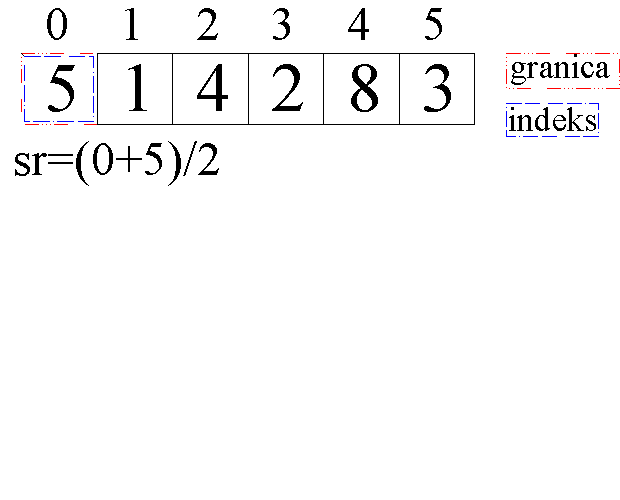 0 1 2 3 4 5
5 1 4 2 8 3
granica
indeks
sr=(0+5)/2